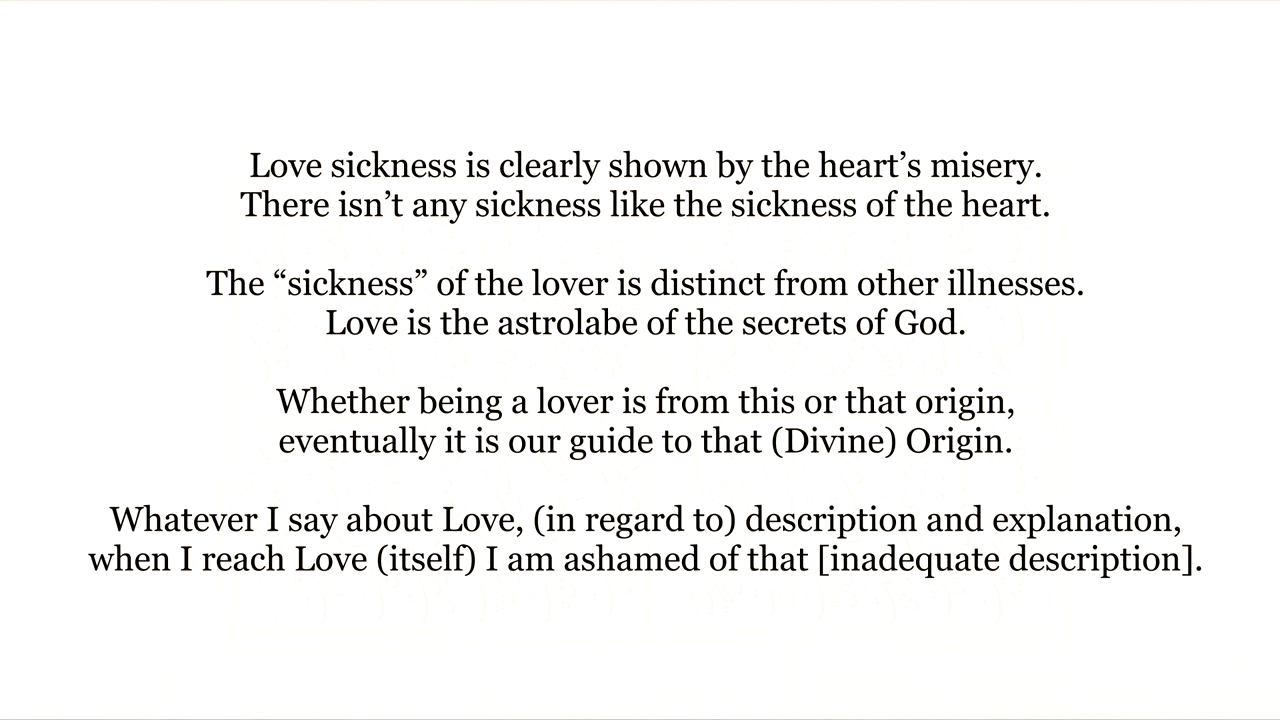 Love sickness is clearly shown by the heart’s misery.
There isn’t any sickness like the sickness of the heart.
The “sickness” of the lover is distinct from other illnesses.
Love is the astrolabe of the secrets of God.
Whether being a lover is from this or that origin,
eventually it is our guide to that (Divine) Origin.
Whatever I say about Love, (in regard to) description and explanation,
when I reach Love (itself) I am ashamed of that [inadequate description].